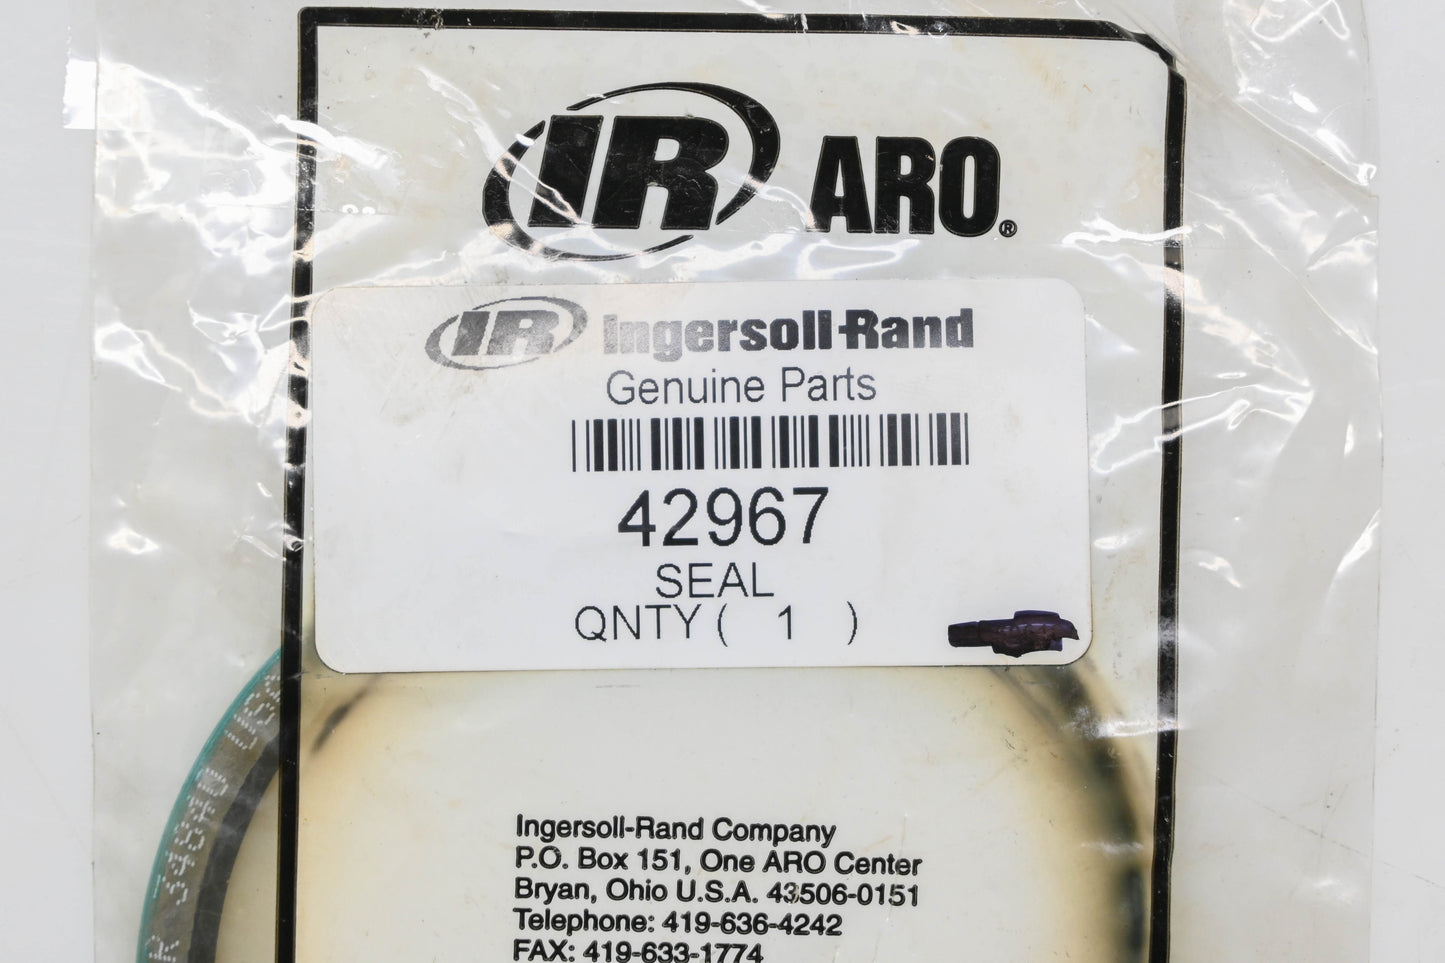 IR ARO®
IR Ingersoll-Rand
Genuine Parts
42967
SEAL
QNTY ( 1 )
Ingersoll-Rand Company
P.O. Box 151, One ARO Center
Bryan, Ohio U.S.A. 43506-0151
Telephone: 419-636-4242
FAX: 419-633-1774